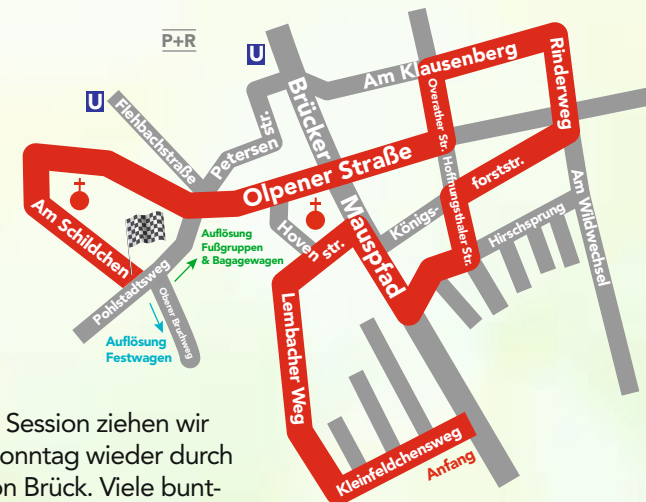 P+R
U
U
Am Klausenberg
Rinderweg
Brücker
Mauspfad
Overather Str.
Petersen
str.
Flehbachstraße
Olpener Straße
Hoffnungsthaler Str.
Königs-
forststr.
Am Wildwechsel
Hirschsprung
Am Schildchen
Hoven
str.
Auflösung
Fußgruppen
& Bagagewagen
Pohlstadtsweg
Oberer Bruchweg
Auflösung
Festwagen
Lembacher Weg
Kleinfeldchensweg
Anfang
Session ziehen wir
onntag wieder durch
on Brück. Viele bunt-